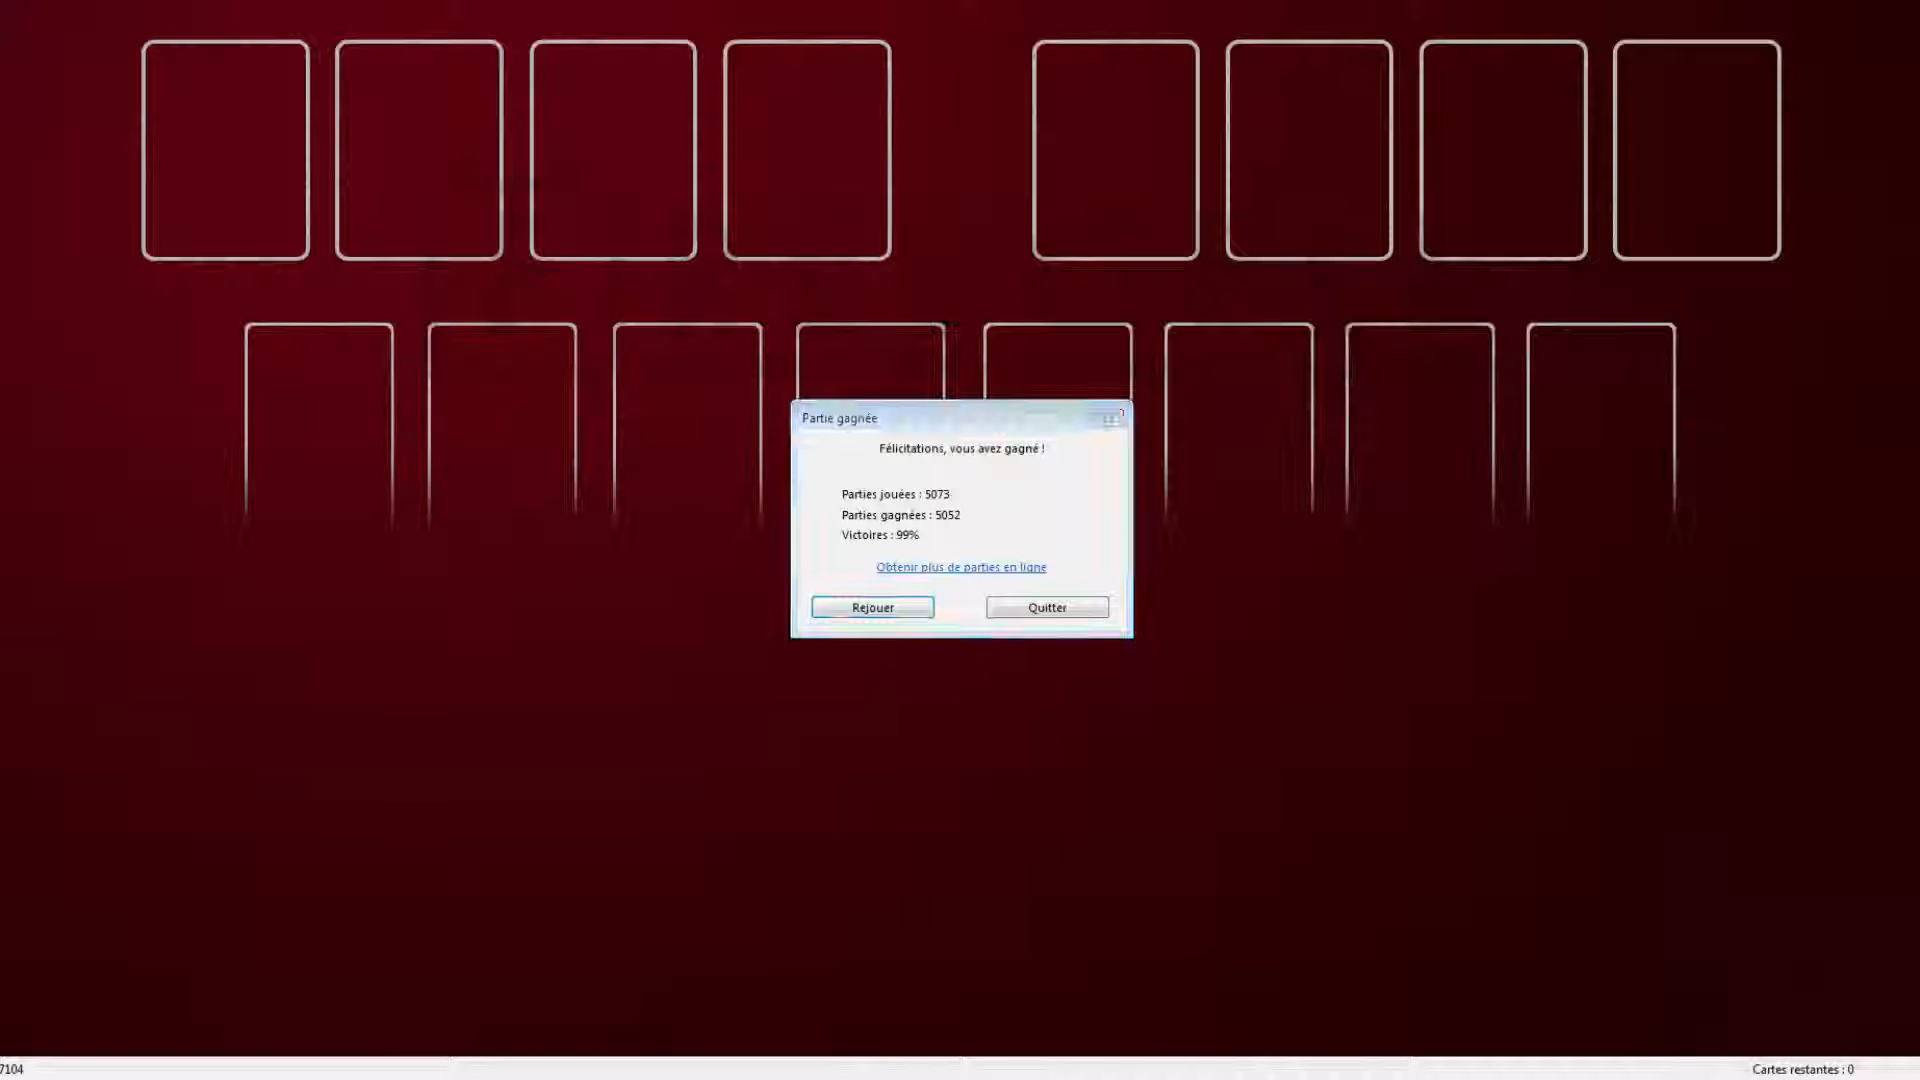 Partie gagnée
Félicitations, vous avez gagné !
Parties jouées : 5073
Parties gagnées : 5052
Victoires : 99%
Obtenir plus de parties en ligne
Rejouer
Quitter
7104
Cartes restantes : 0